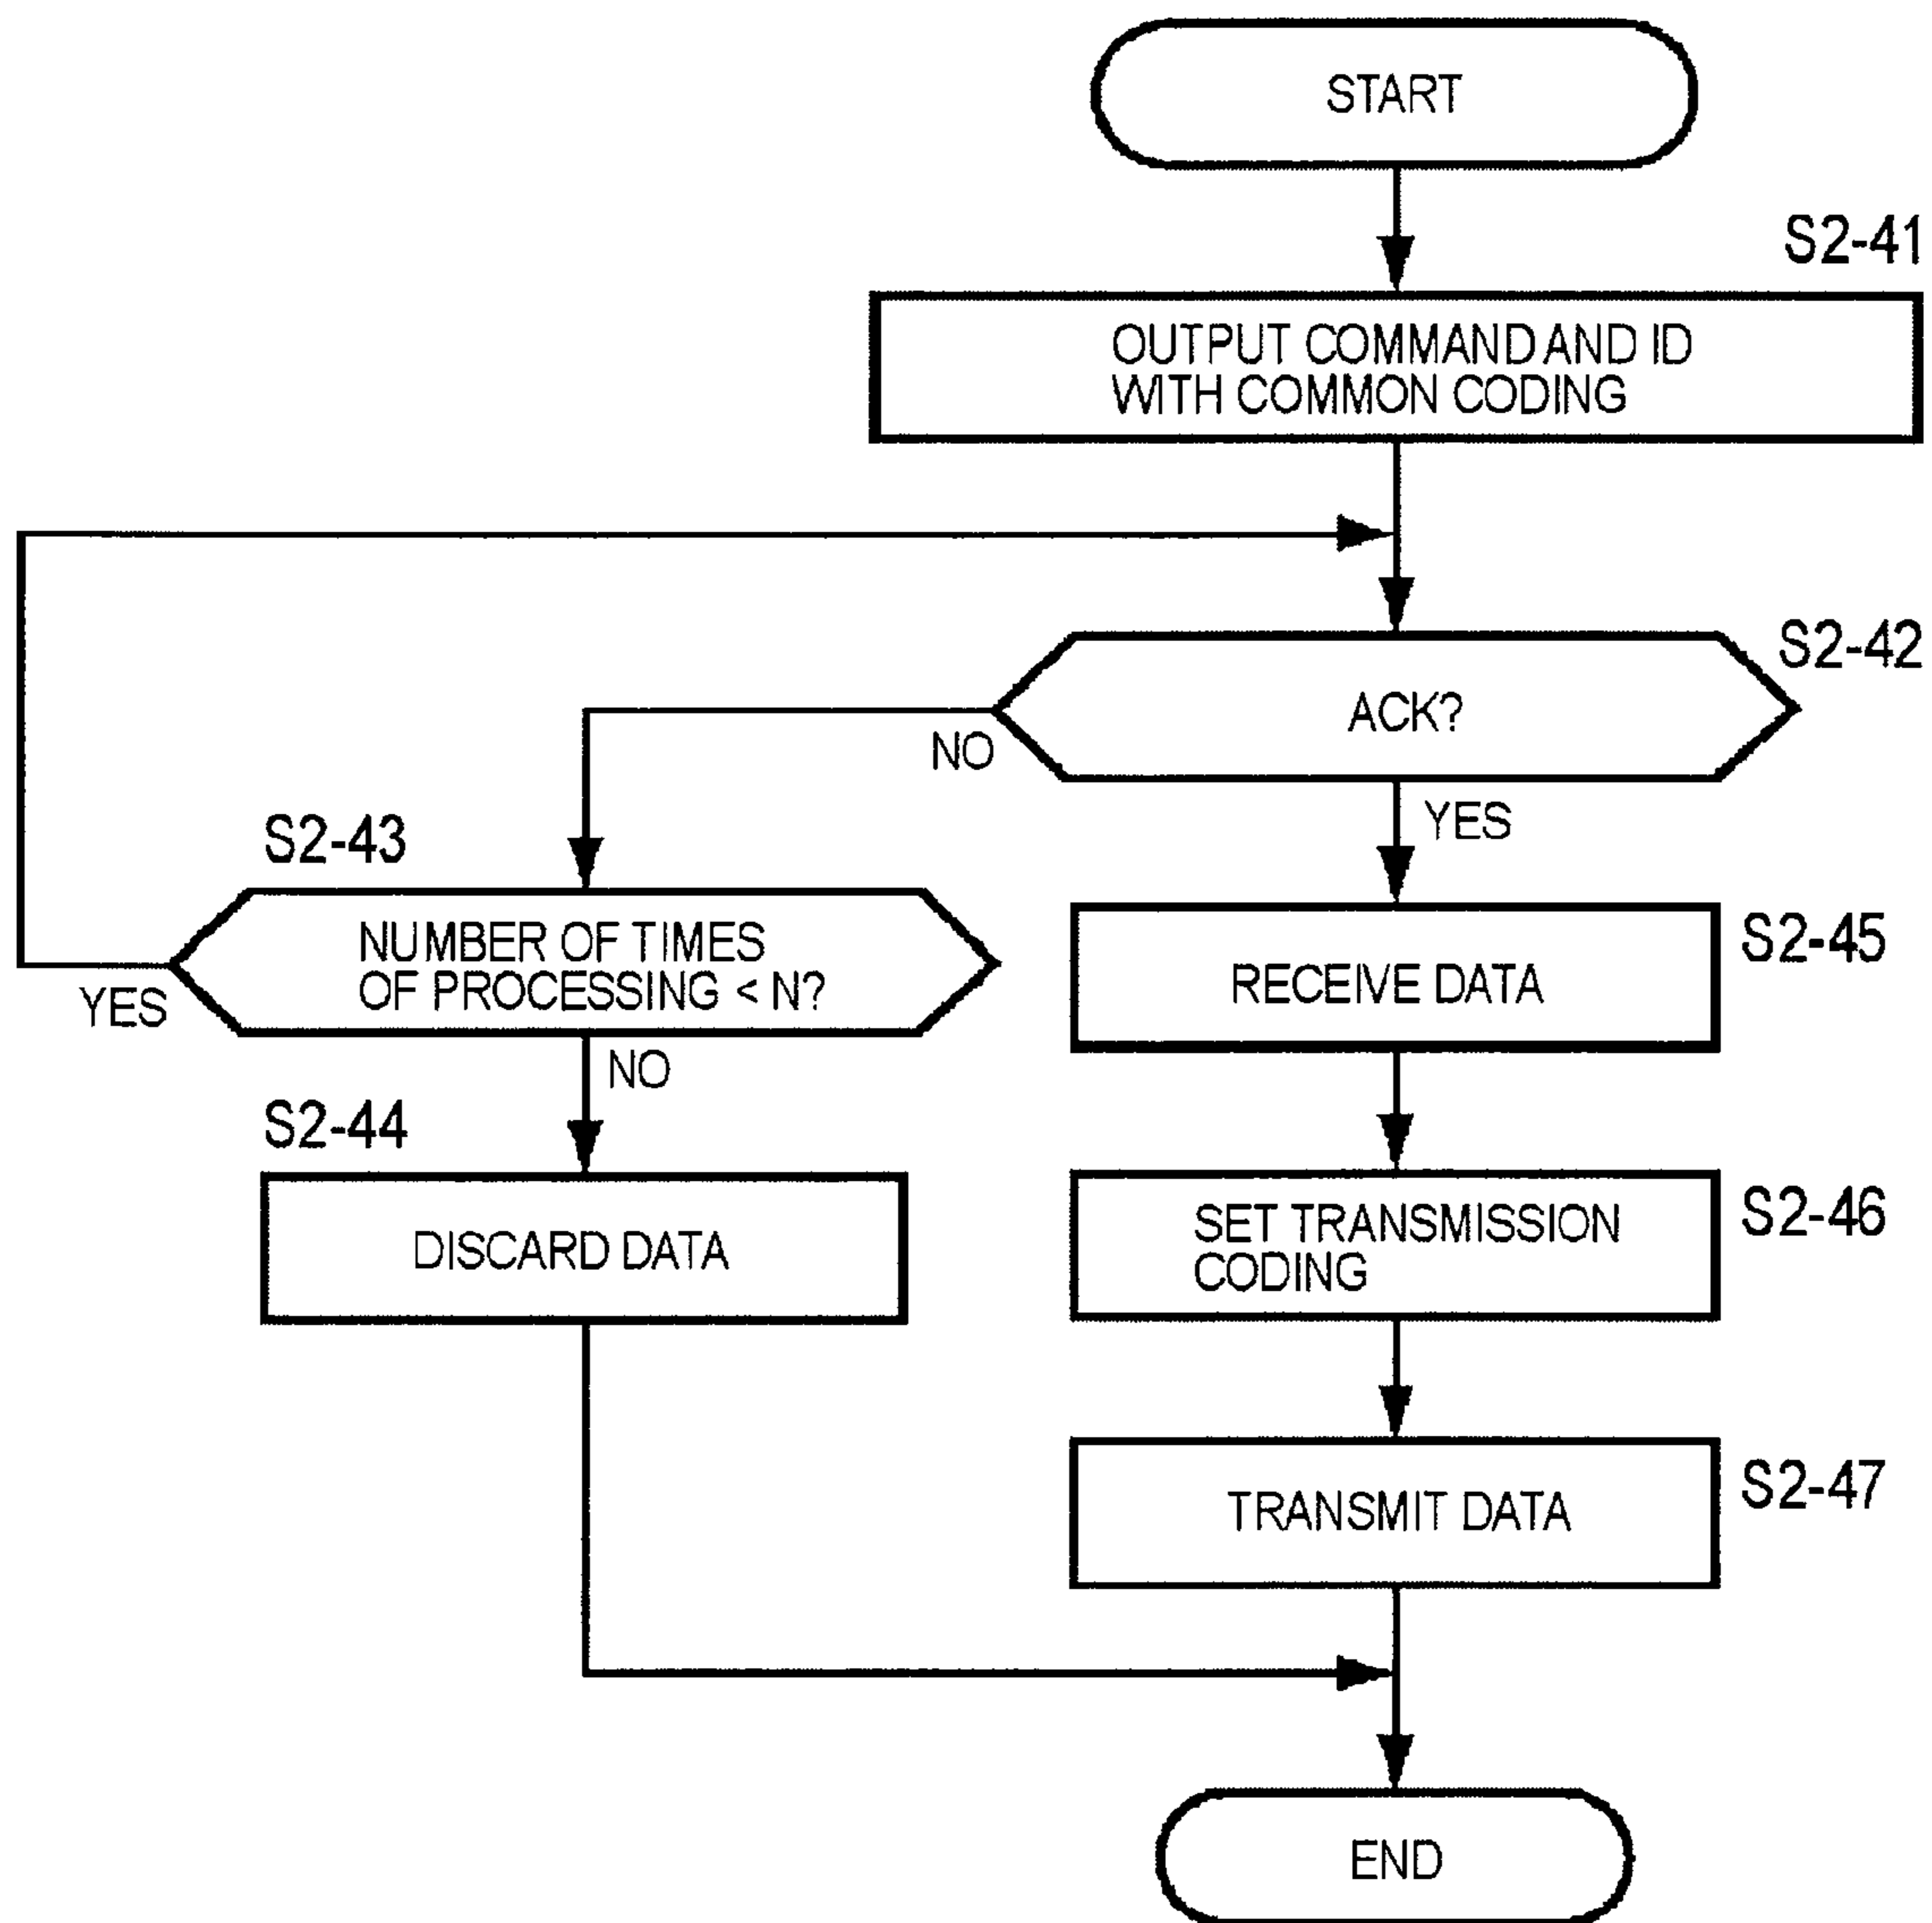 START
S2-41
OUTPUT COMMAND AND ID
WITH COMMON CODING
S2-42
ACK?
NO
YES
S2-43
NUMBER OF TIMES
OF PROCESSING < N?
YES
NO
S2-45
RECEIVE DATA
S2-44
DISCARD DATA
S2-46
SET TRANSMISSION
CODING
S2-47
TRANSMIT DATA
END